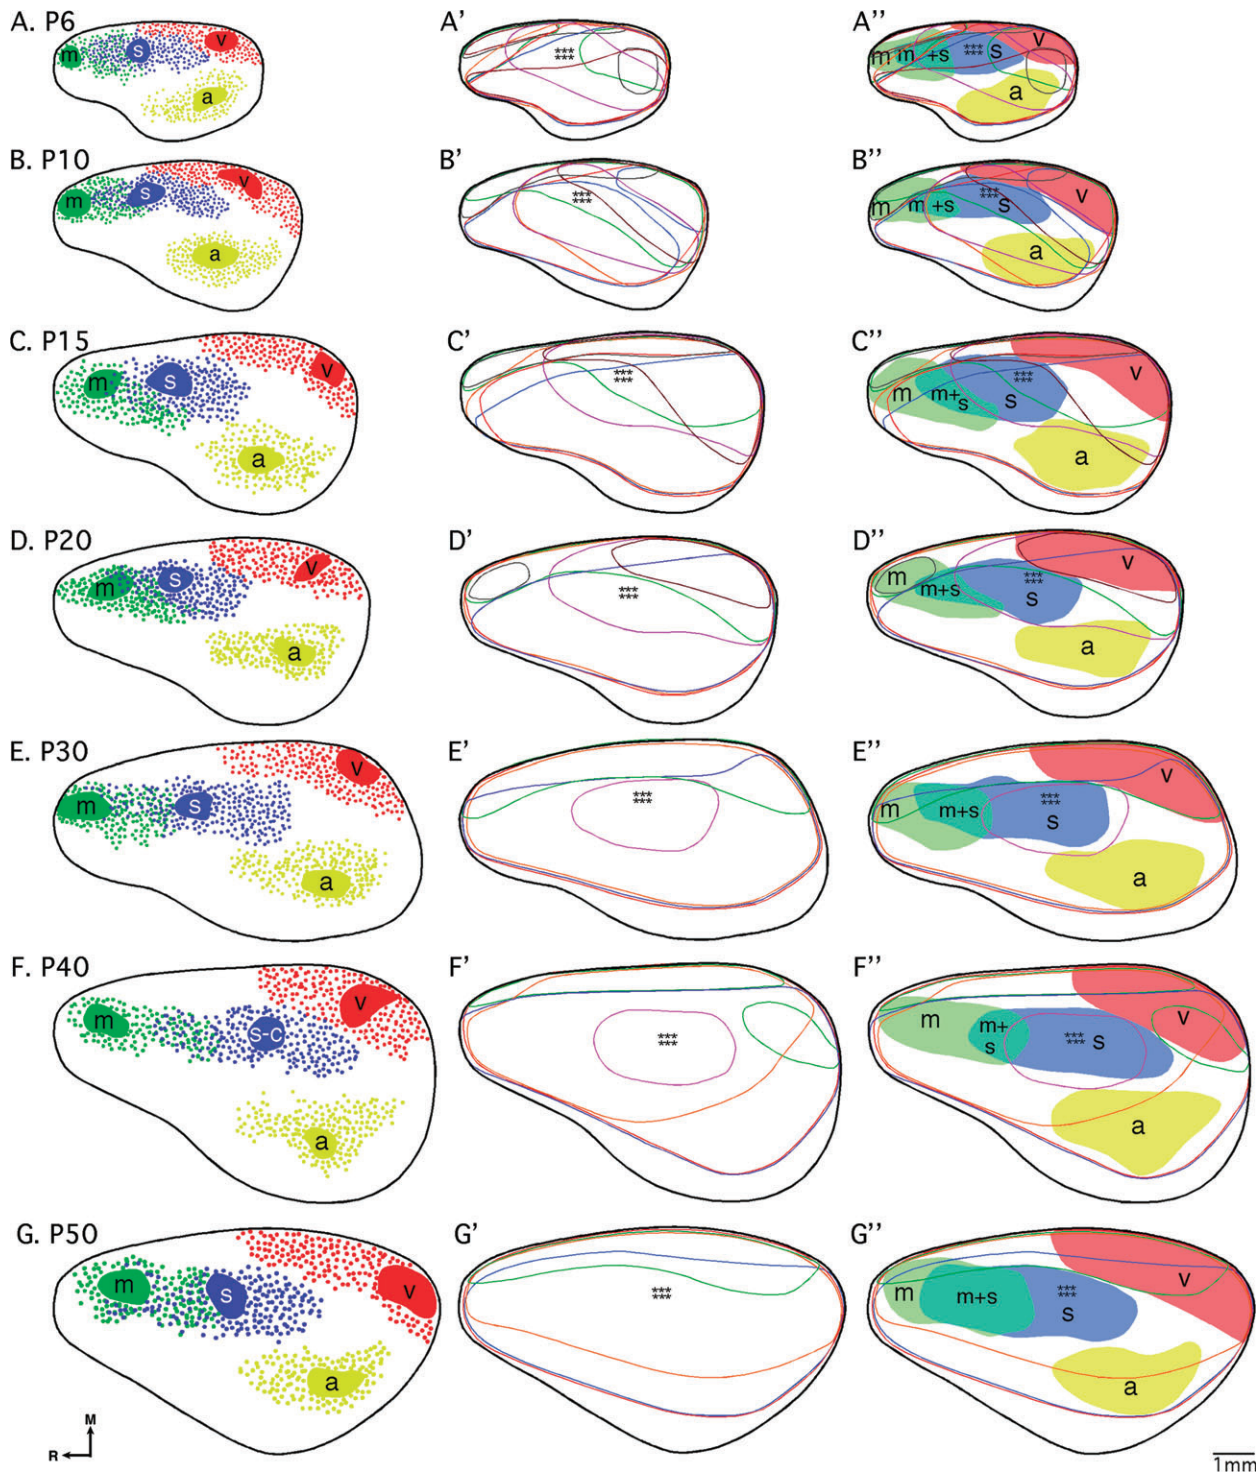 A. P6 A' A''
m s v a
*** ***
m m +s *** *** s v a
B. P10 B' B''
m s v a
*** ***
m m +s *** *** s v a
C. P15 C' C''
m s v a
*** ***
m m+s *** *** s v a
D. P20 D' D''
m s v a
*** ***
m m+s *** *** s v a
E. P30 E' E''
m s v a
*** ***
m m+s *** *** s v a
F. P40 F' F''
m s-c v a
*** ***
m m+ s *** *** s v a
G. P50 G' G''
m s v a
*** ***
m m+s *** *** s v a
M
R
1mm